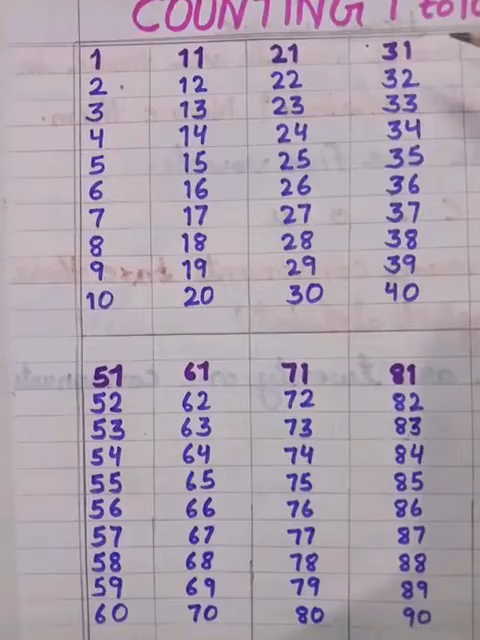 COUNTING 1 to
1 11 21 31
2 12 22 32
3 13 23 33
4 14 24 34
5 15 25 35
6 16 26 36
7 17 27 37
8 18 28 38
9 19 29 39
10 20 30 40
51 61 71 81
52 62 72 82
53 63 73 83
54 64 74 84
55 65 75 85
56 66 76 86
57 67 77 87
58 68 78 88
59 69 79 89
60 70 80 90